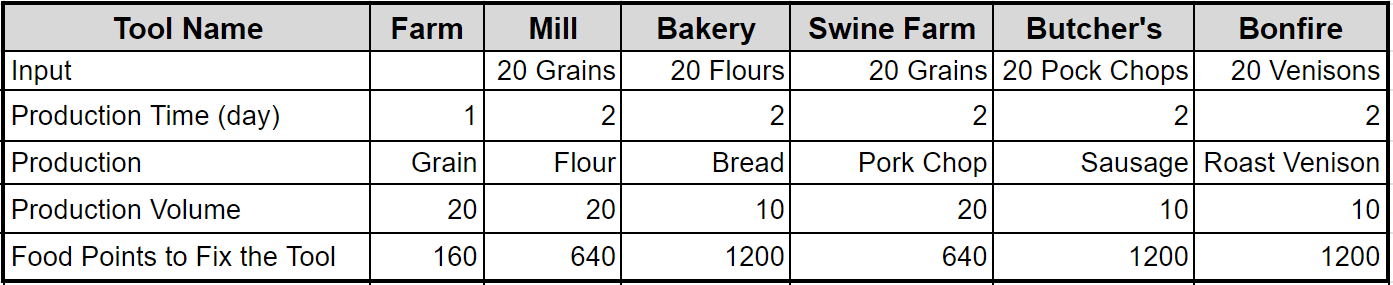 Tool Name Farm Mill Bakery Swine Farm Butcher's Bonfire
Input 20 Grains 20 Flours 20 Grains 20 Pock Chops 20 Venisons
Production Time (day) 1 2 2 2 2 2
Production Grain Flour Bread Pork Chop Sausage Roast Venison
Production Volume 20 20 10 20 10 10
Food Points to Fix the Tool 160 640 1200 640 1200 1200